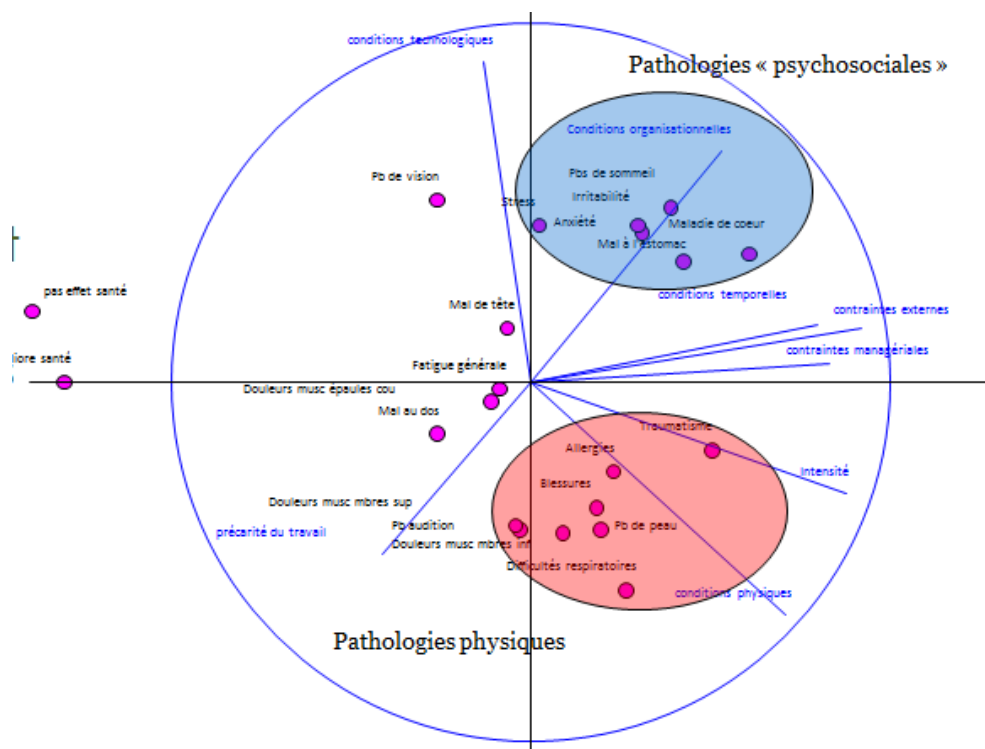 conditions technologiques
Pathologies « psychosociales »
Conditions organisationnelles
Pb de vision
Pbs de sommeil
Irritabilité
Stress
Anxiété
Maladie de coeur
Mal à l'estomac
pas effet santé
conditions temporelles
Mal de tête
contraintes externes
contraintes managériales
iore santé
Fatigue générale
Douleurs musc épaules cou
Mal au dos
Traumatisme
Allergies
Intensité
Blessures
Douleurs musc mbres sup
Pb audition
Pb de peau
précarité du travail
Douleurs musc mbres inf
Difficultés respiratoires
conditions physiques
Pathologies physiques